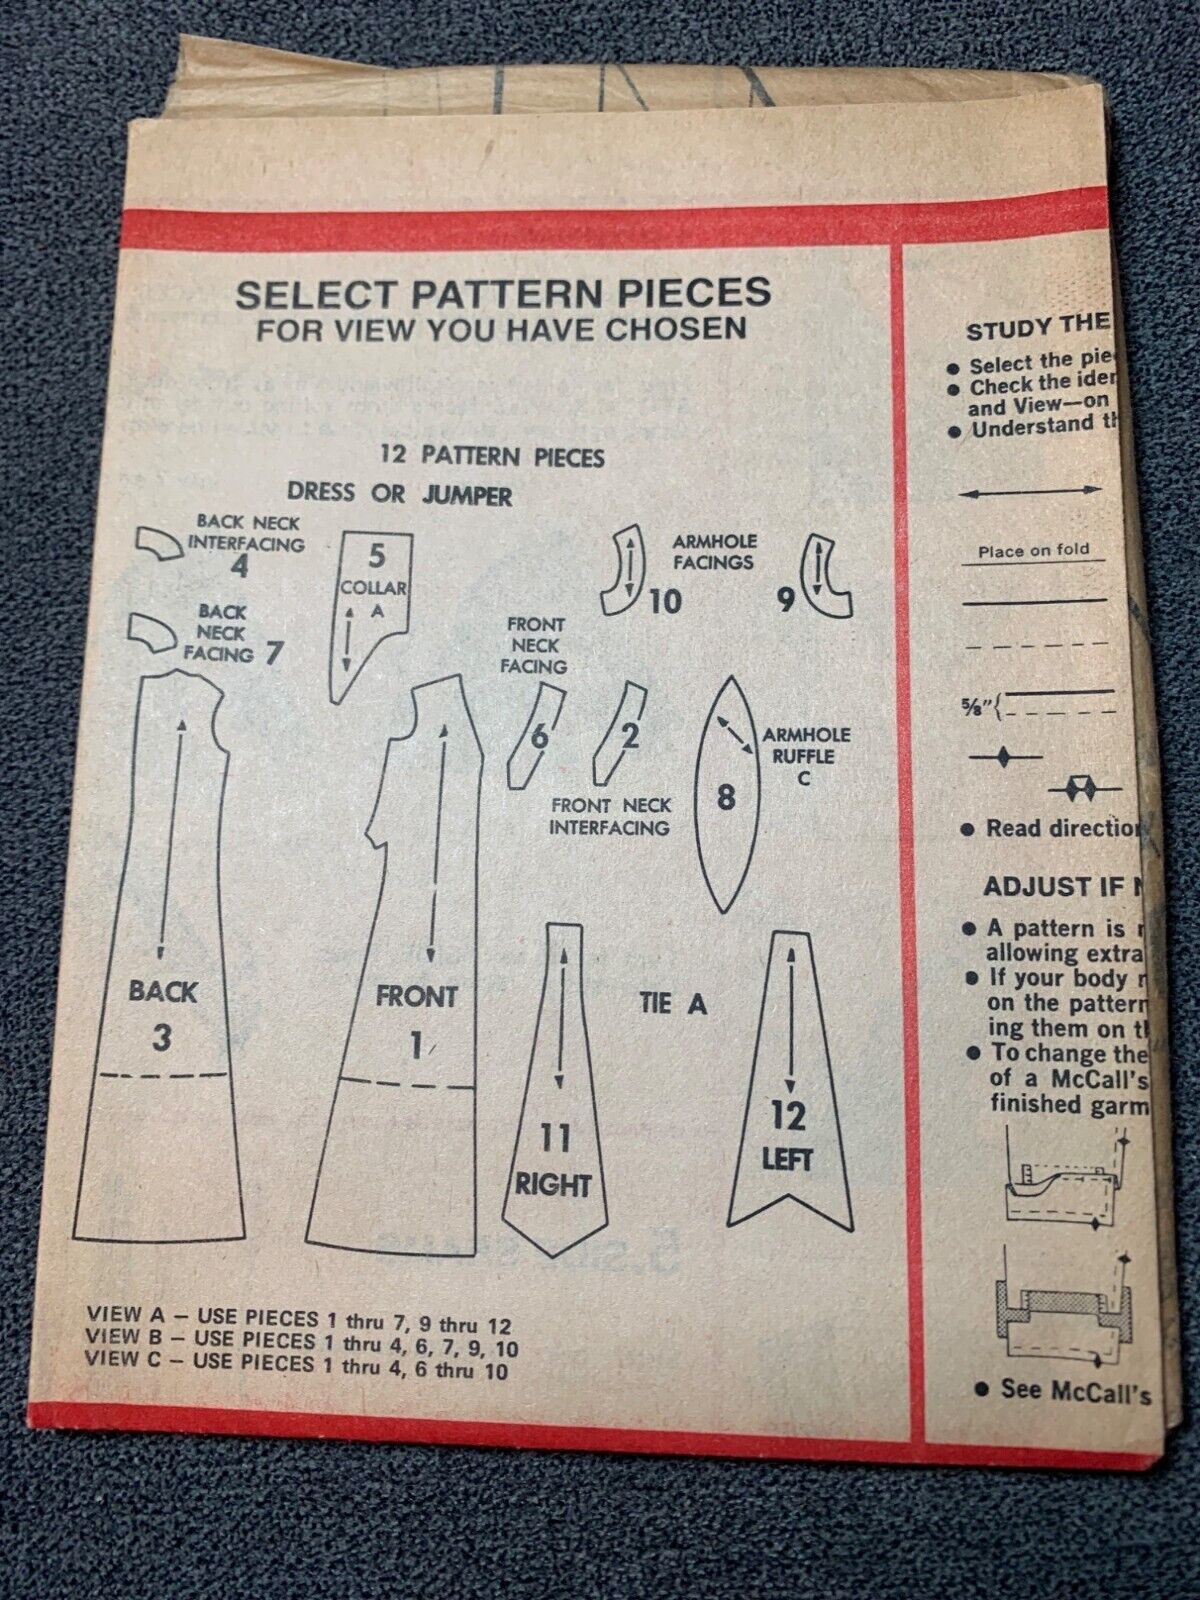 SELECT PATTERN PIECES
FOR VIEW YOU HAVE CHOSEN
12 PATTERN PIECES
DRESS OR JUMPER
BACK NECK
INTERFACING
4
5
COLLAR
A
ARMHOLE
FACINGS
10
9
BACK
NECK
FACING 7
FRONT
NECK
FACING
6
2
FRONT NECK
INTERFACING
8
ARMHOLE
RUFFLE
C
BACK
3
FRONT
1
TIE A
11
RIGHT
12
LEFT
VIEW A – USE PIECES 1 thru 7, 9 thru 12
VIEW B – USE PIECES 1 thru 4, 6, 7, 9, 10
VIEW C – USE PIECES 1 thru 4, 6 thru 10
STUDY THE
● Select the
● Check the
and View—on
● Understand
Place on fold
5/8"
● Read
ADJUST IF
● A pattern is
allowing extra
● If your body
on the pattern
ing them on
● To change the
of a McCall's
finished
● See McCall's